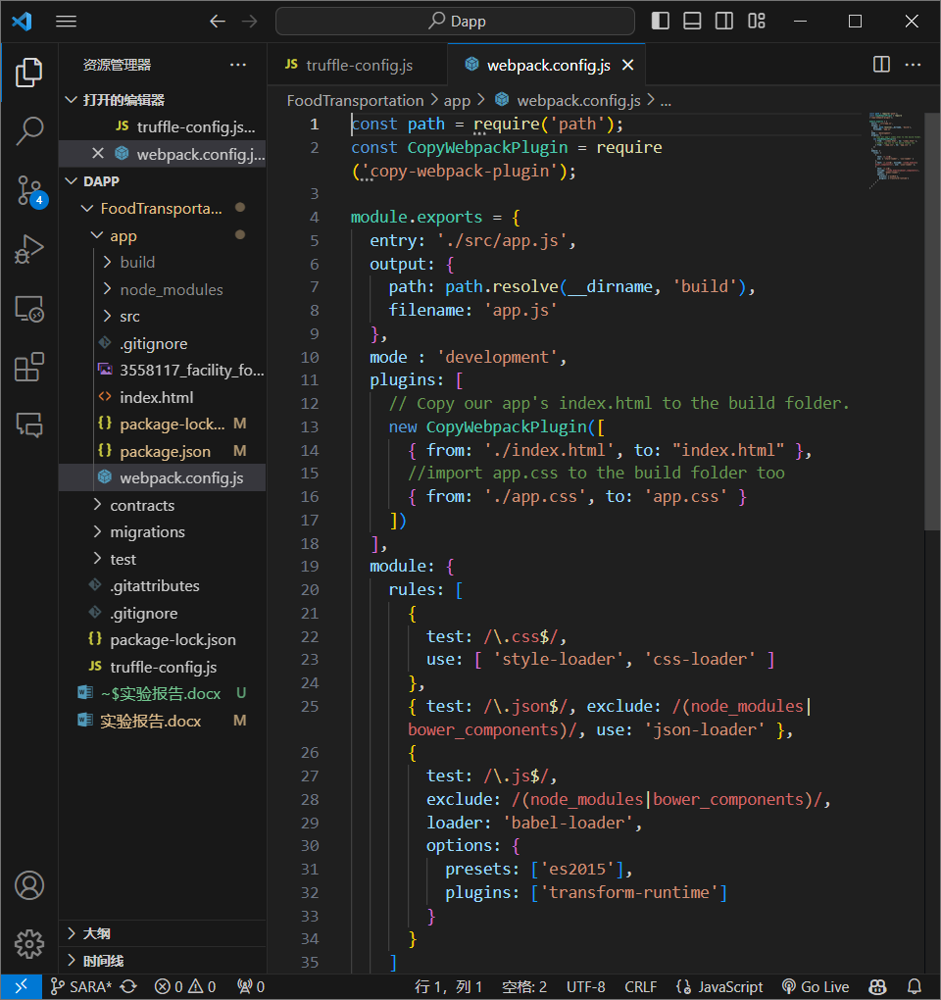 Dapp
资源管理器
打开的编辑器
truffle-config.js...
webpack.config.j...
DAPP
FoodTransporta...
app
build
node_modules
src
.gitignore
3558117_facility_fo...
index.html
package-lock... M
package.json M
webpack.config.js
contracts
migrations
test
.gitattributes
.gitignore
package-lock.json
truffle-config.js
~$实验报告.docx U
实验报告.docx M
大纲
时间线
4
JS truffle-config.js
webpack.config.js
FoodTransportation > app > webpack.config.js > ...
1 const path = require('path');
2 const CopyWebpackPlugin = require
('copy-webpack-plugin');
3
4 module.exports = {
5 entry: './src/app.js',
6 output: {
7 path: path.resolve(__dirname, 'build'),
8 filename: 'app.js'
9 },
10 mode : 'development',
11 plugins: [
12 // Copy our app's index.html to the build folder.
13 new CopyWebpackPlugin([
14 { from: './index.html', to: "index.html" },
15 //import app.css to the build folder too
16 { from: './app.css', to: 'app.css' }
17 ])
18 ],
19 module: {
20 rules: [
21 {
22 test: /\.css$/,
23 use: [ 'style-loader', 'css-loader' ]
24 },
25 { test: /\.json$/, exclude: /(node_modules|
bower_components)/, use: 'json-loader' },
26 {
27 test: /\.js$/,
28 exclude: /(node_modules|bower_components)/,
29 loader: 'babel-loader',
30 options: {
31 presets: ['es2015'],
32 plugins: ['transform-runtime']
33 }
34 }
35 ]
SARA* 0 0 0 行 1，列 1 空格: 2 UTF-8 CRLF {} JavaScript Go Live